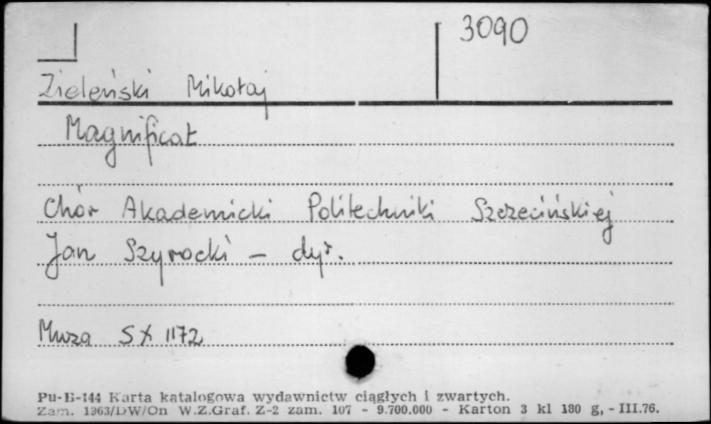 3090
Zieleński Mikołaj
Magnificat
Chór Akademicki Politechniki Szczecińskiej
Jan Szyrocki – dyr.
Muza SX 1172
Pu-B-144 Karta katalogowa wydawnictw ciągłych i zwartych.
Zam. 1363/DW/On W.Z.Graf. Z-2 zam. 107 - 9.700.000 - Karton 3 kl 180 g, - III.76.